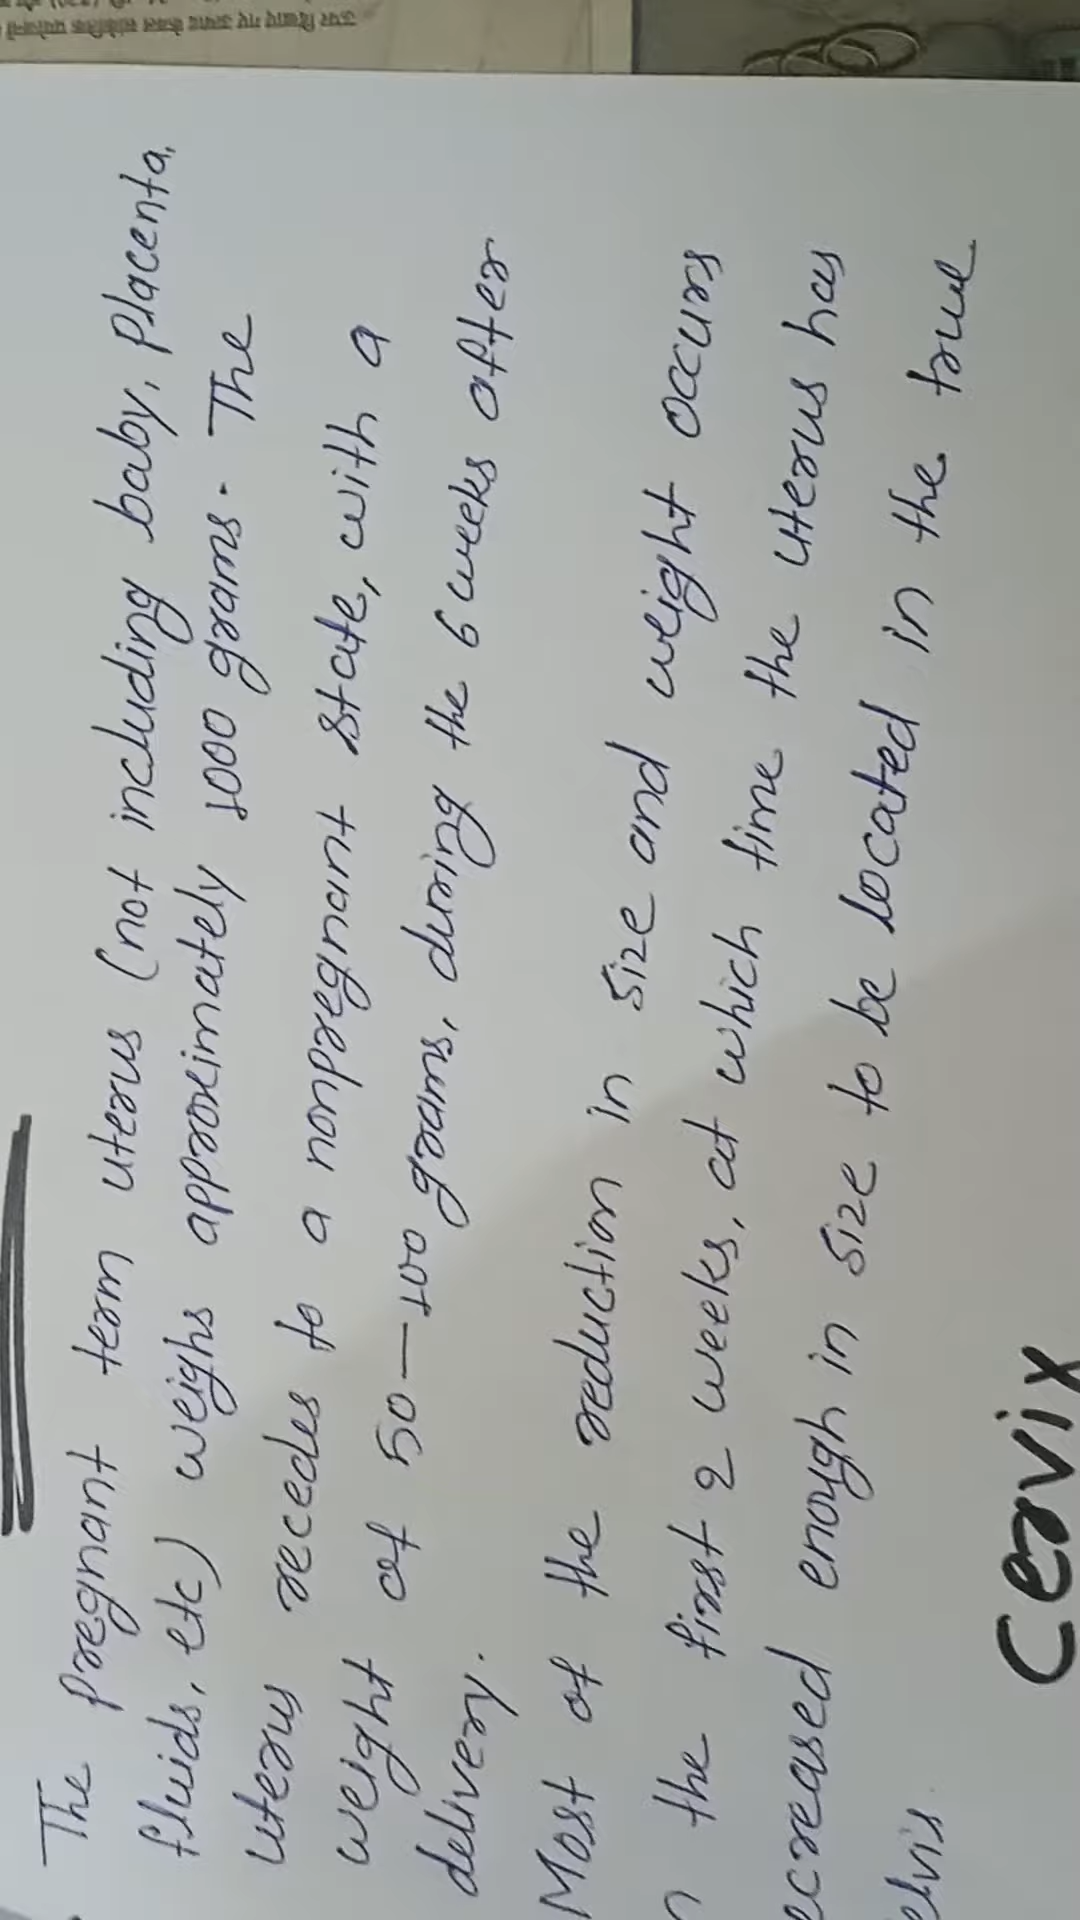 The pregnant term uterus (not including baby, placenta,
fluids, etc) weighs approximately 1000 grams. The
uterus recedes to a nonpregnant state, with a
weight of 50-100 grams, during the 6 weeks after
delivery.
Most of the reduction in size and weight occurs
n the first 2 weeks, at which time the uterus has
ecreased enough in size to be located in the true
elvis.
Cervix